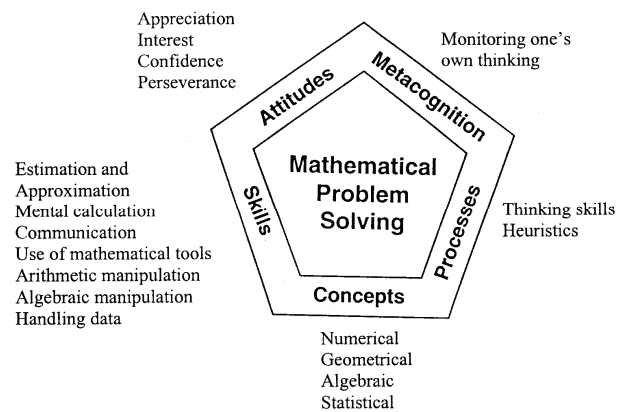 Appreciation
Interest
Confidence
Perseverance
Attitudes
Metacognition
Monitoring one's
own thinking
Estimation and
Approximation
Mental calculation
Communication
Use of mathematical tools
Arithmetic manipulation
Algebraic manipulation
Handling data
Skills
Mathematical
Problem
Solving
Processes
Thinking skills
Heuristics
Concepts
Numerical
Geometrical
Algebraic
Statistical